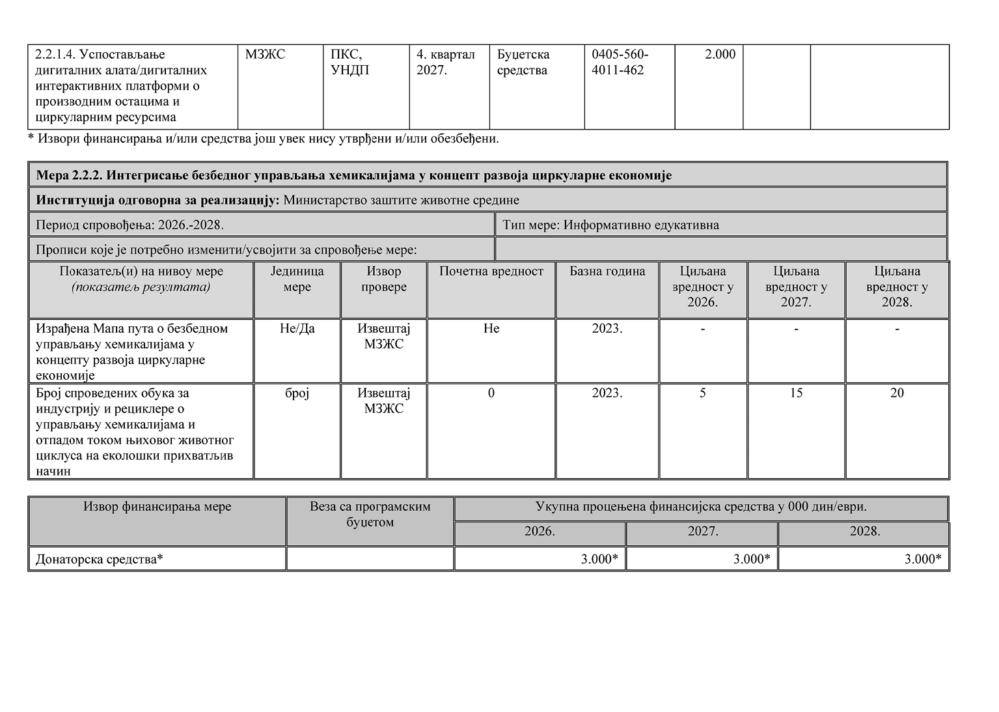 2.2.1.4. Успостављање
дигиталних алата/дигиталних
интерактивних платформи о
производним остацима и
циркуларним ресурсима
МЗЖС
ПКС,
УНДП
4. квартал
2027.
Буџетска
средства
0405-560-
4011-462
2.000
* Извори финансирања и/или средства још увек нису утврђени и/или обезбеђени.
Мера 2.2.2. Интегрисање безбедног управљања хемикалијама у концепт развоја циркуларне економије
Институција одговорна за реализацију: Министарство заштите животне средине
Период спровођења: 2026.-2028.
Тип мере: Информативно едукативна
Прописи које је потребно изменити/усвојити за спровођење мере:
Показатељ(и) на нивоу мере
(показатељ резултата)
Јединица
мере
Извор
провере
Почетна вредност
Базна година
Циљана
вредност у
2026.
Циљана
вредност у
2027.
Циљана
вредност у
2028.
Израђена Мапа пута о безбедном
управљању хемикалијама у
концепту развоја циркуларне
економије
Не/Да
Извештај
МЗЖС
Не
2023.
-
-
-
Број спроведених обука за
индустрију и рециклере о
управљању хемикалијама и
отпадом током њиховог животног
циклуса на еколошки прихватљив
начин
број
Извештај
МЗЖС
0
2023.
5
15
20
Извор финансирања мере
Веза са програмским
буџетом
Укупна процењена финансијска средства у 000 дин/еври.
2026.
2027.
2028.
Донаторска средства*
3.000*
3.000*
3.000*